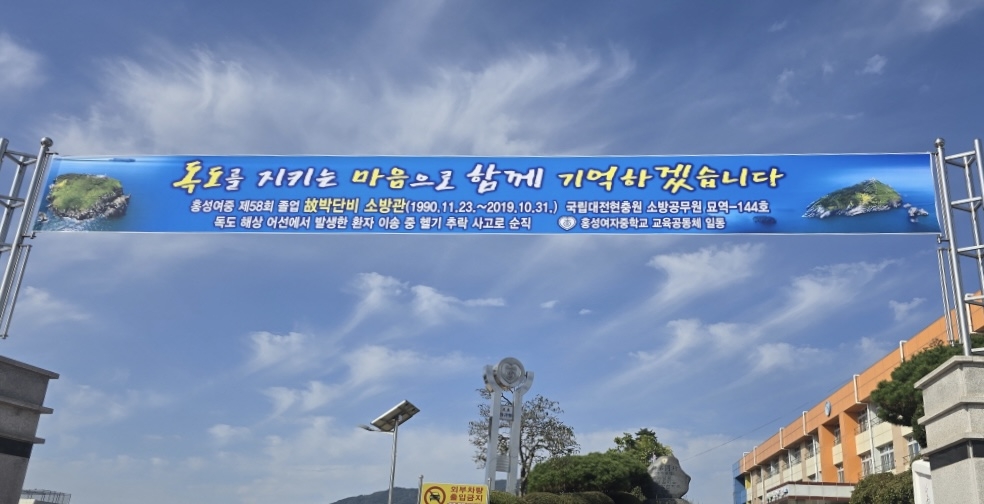 독도를 지키는 마음으로 함께 기억하겠습니다
홍성여중 제58회 졸업 故박단비 소방관(1990.11.23.~2019.10.31.) 국립대전현충원 소방공무원 묘역-144호
독도 해상 어선에서 발생한 환자 이송 중 헬기 추락 사고로 순직 홍성여자중학교 교육공동체 일동
외부차량
출입금지